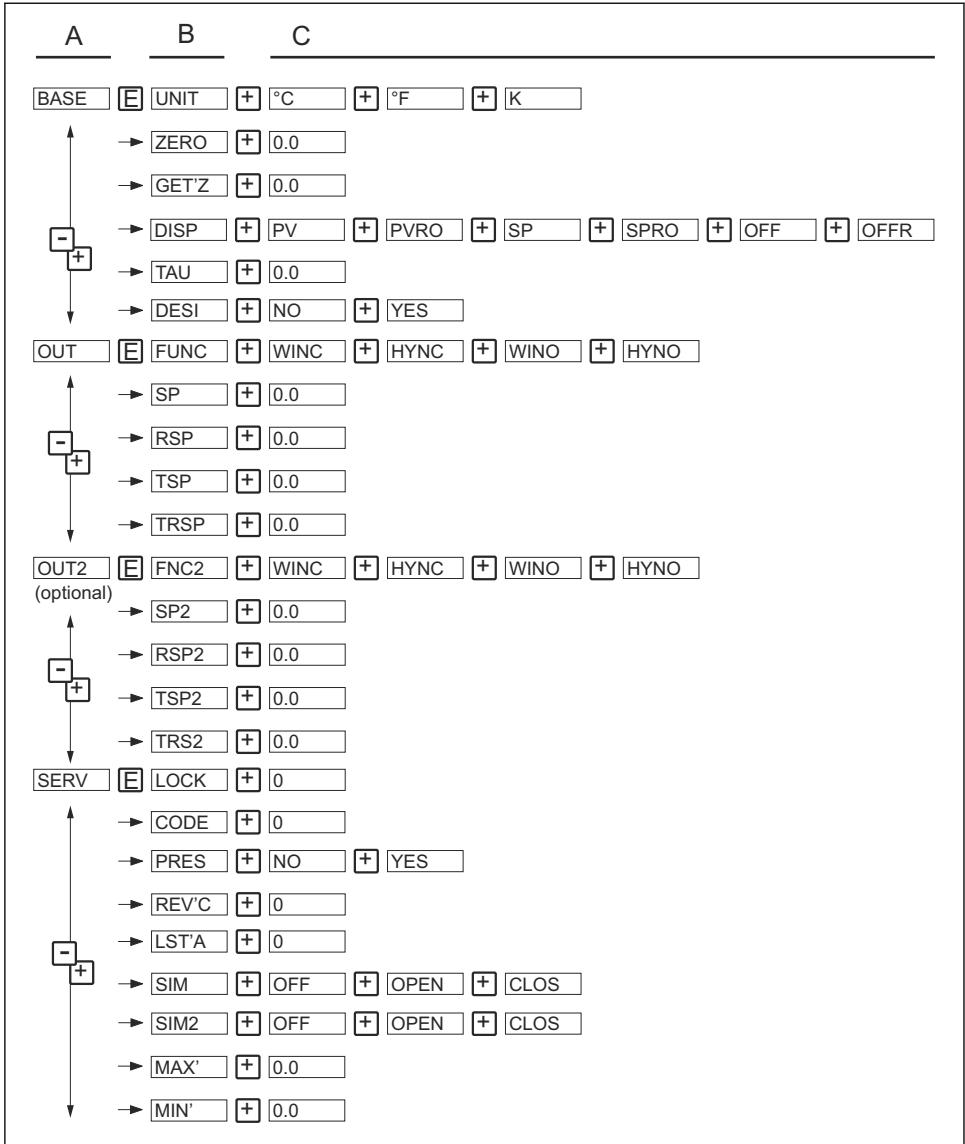 A B C
BASE E UNIT + °C + °F + K
ZERO + 0.0
GET'Z + 0.0
DISP + PV + PVRO + SP + SPRO + OFF + OFFR
- +
TAU + 0.0
DESI + NO + YES
OUT E FUNC + WINC + HYNC + WINO + HYNO
SP + 0.0
- +
RSP + 0.0
TSP + 0.0
TRSP + 0.0
OUT2 E FNC2 + WINC + HYNC + WINO + HYNO
(optional)
SP2 + 0.0
RSP2 + 0.0
- +
TSP2 + 0.0
TRS2 + 0.0
SERV E LOCK + 0
CODE + 0
PRES + NO + YES
REV'C + 0
LST'A + 0
- +
SIM + OFF + OPEN + CLOS
SIM2 + OFF + OPEN + CLOS
MAX' + 0.0
MIN' + 0.0